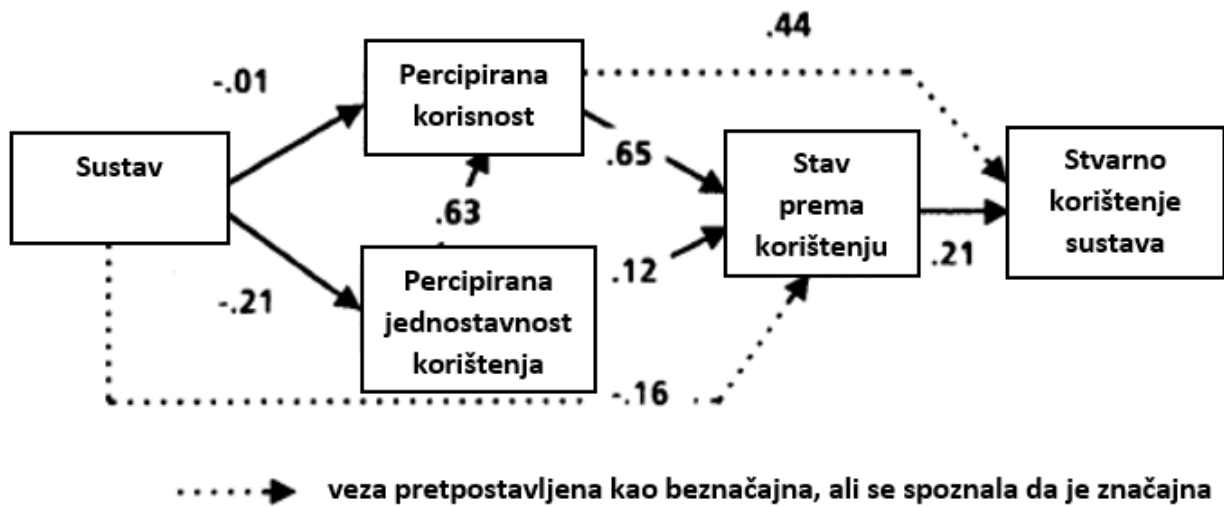 .44
-.01
Percipirana
korisnost
Sustav
.65
Stav
prema
korištenju
Stvarno
korištenje
sustava
.63
.21
.12
-.21
Percipirana
jednostavnost
korištenja
-.16
veza pretpostavljena kao beznačajna, ali se spoznala da je značajna